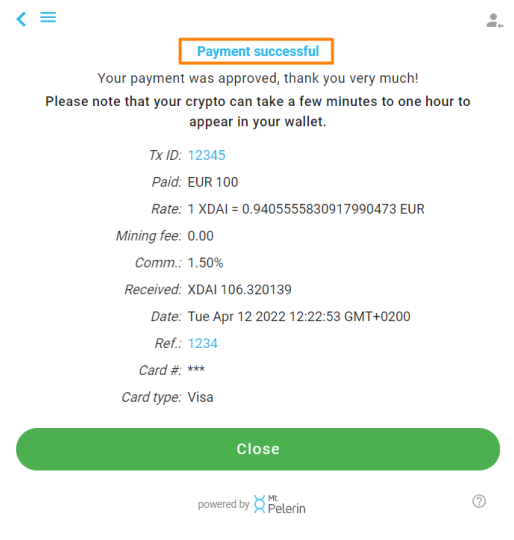 Payment successful
Your payment was approved, thank you very much!
Please note that your crypto can take a few minutes to one hour to
appear in your wallet.
Tx ID: 12345
Paid: EUR 100
Rate: 1 XDAI = 0.9405555830917990473 EUR
Mining fee: 0.00
Comm.: 1.50%
Received: XDAI 106.320139
Date: Tue Apr 12 2022 12:22:53 GMT+0200
Ref.: 1234
Card #: ***
Card type: Visa
Close
powered by Mt Pelerin
?